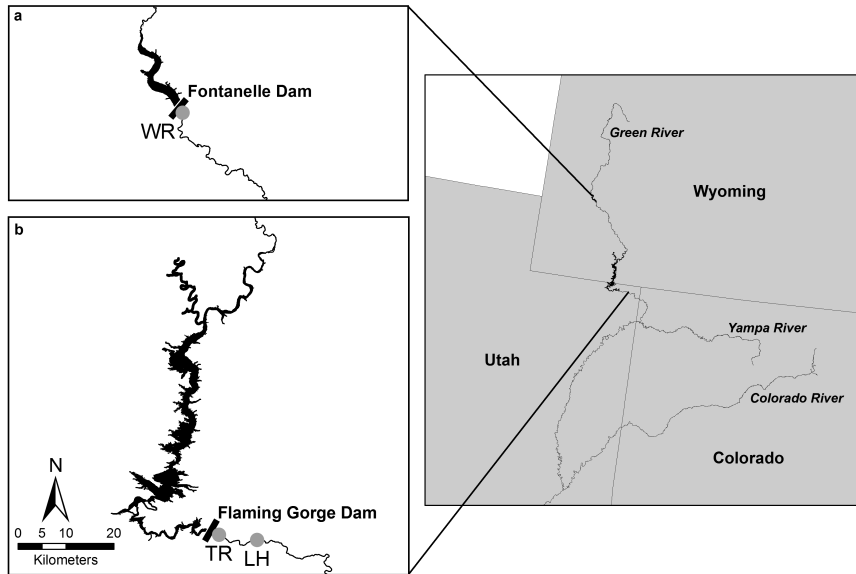 a
Fontanelle Dam
WR
b
Flaming Gorge Dam
TR
LH
N
0 5 10 20
Kilometers
Green River
Wyoming
Yampa River
Utah
Colorado River
Colorado